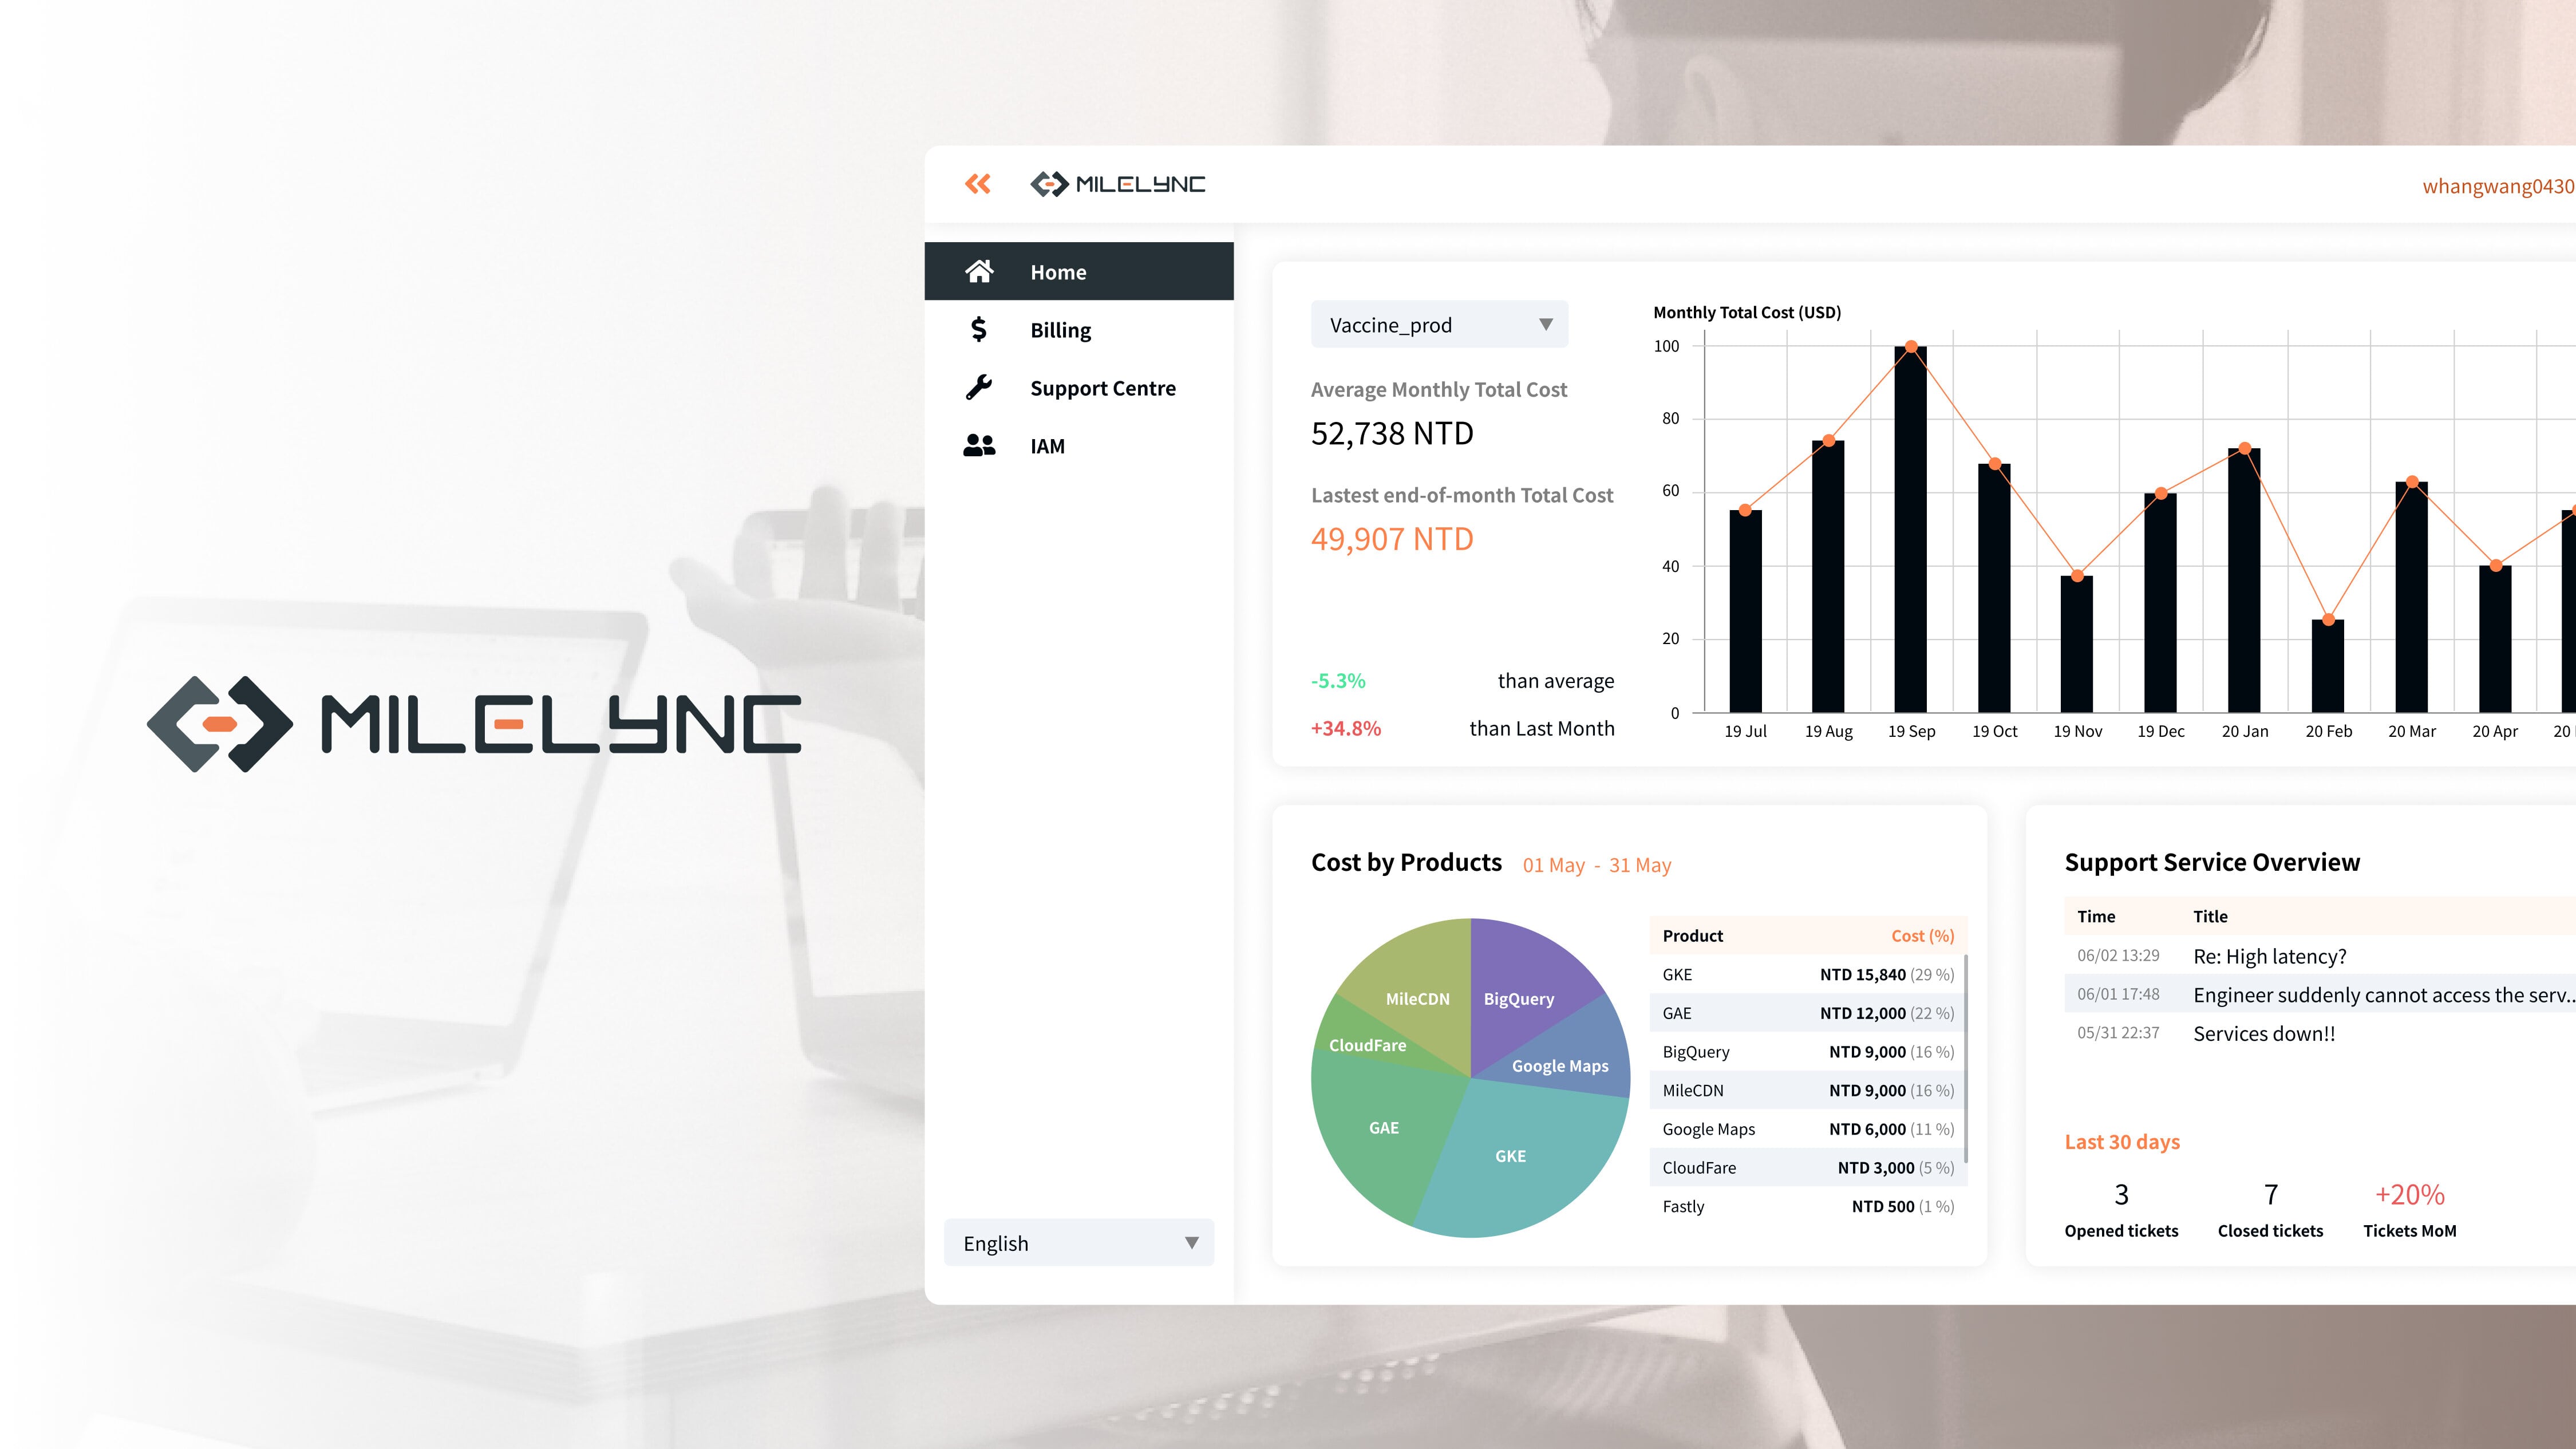 MILELYNC
MILELYNC
whangwang0430
Home
Billing
Support Centre
IAM
English
Vaccine_prod
Average Monthly Total Cost
52,738 NTD
Lastest end-of-month Total Cost
49,907 NTD
-5.3% than average
+34.8% than Last Month
Monthly Total Cost (USD)
100
80
60
40
20
0
19 Jul 19 Aug 19 Sep 19 Oct 19 Nov 19 Dec 20 Jan 20 Feb 20 Mar 20 Apr 20
Cost by Products 01 May - 31 May
MileCDN BigQuery
CloudFare
Google Maps
GAE
GKE
Product Cost (%)
GKE NTD 15,840 (29 %)
GAE NTD 12,000 (22 %)
BigQuery NTD 9,000 (16 %)
MileCDN NTD 9,000 (16 %)
Google Maps NTD 6,000 (11 %)
CloudFare NTD 3,000 (5 %)
Fastly NTD 500 (1 %)
Support Service Overview
Time Title
06/02 13:29 Re: High latency?
06/01 17:48 Engineer suddenly cannot access the serv..
05/31 22:37 Services down!!
Last 30 days
3 7 +20%
Opened tickets Closed tickets Tickets MoM